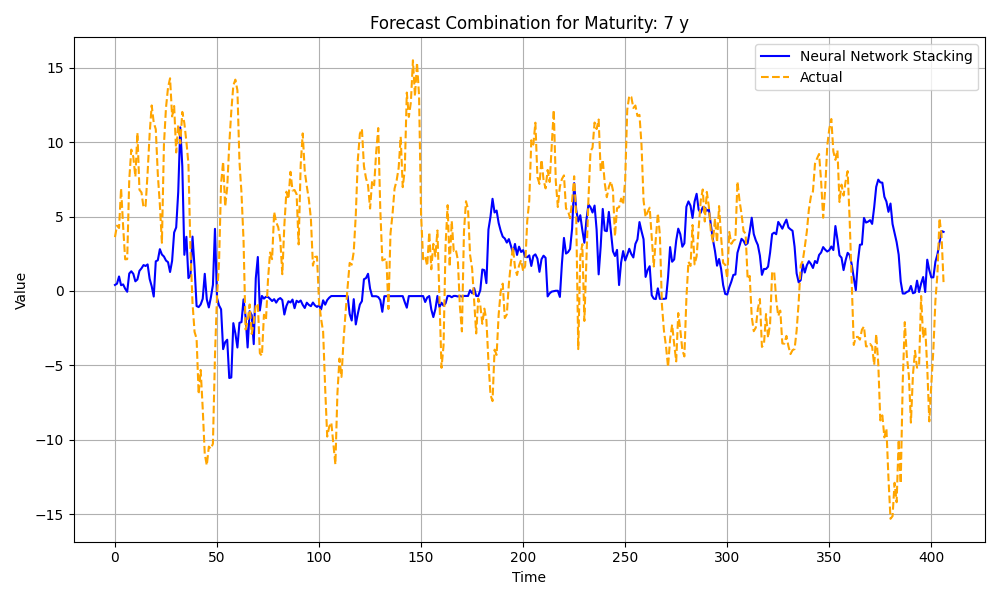 Forecast Combination for Maturity: 7 y
Neural Network Stacking
Actual
Value
15
10
5
0
−5
−10
−15
0 50 100 150 200 250 300 350 400
Time